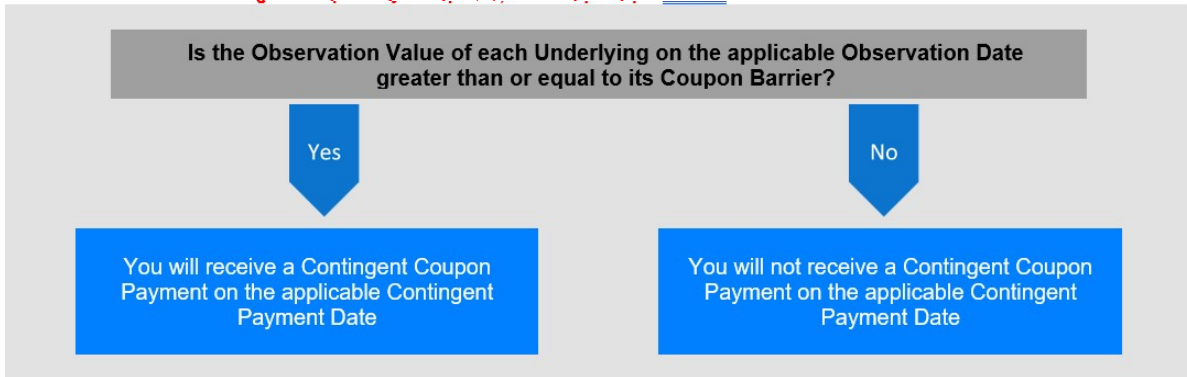 Is the Observation Value of each Underlying on the applicable Observation Date
greater than or equal to its Coupon Barrier?
Yes
No
You will receive a Contingent Coupon
Payment on the applicable Contingent
Payment Date
You will not receive a Contingent Coupon
Payment on the applicable Contingent
Payment Date